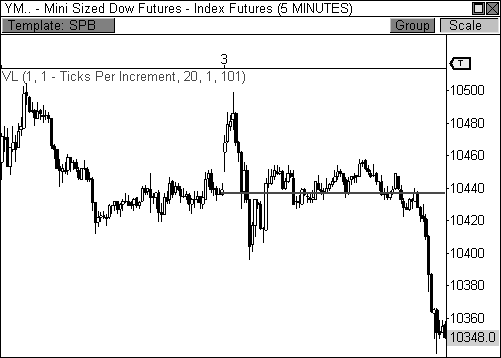 YM.. - Mini Sized Dow Futures - Index Futures (5 MINUTES)
Template: SPB Group Scale
3
T
VL (1, 1 - Ticks Per Increment, 20, 1, 101)
10500
10480
10460
10440
10420
10400
10380
10360
10348.0